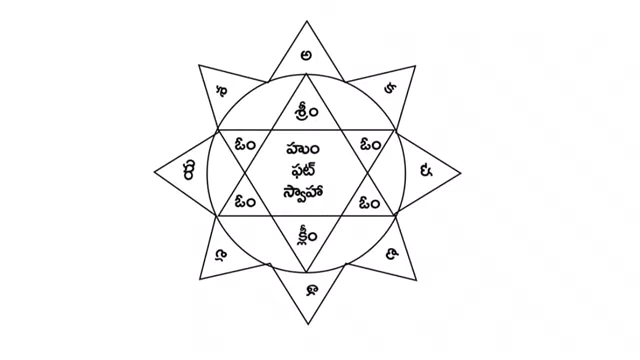 అ
క
శ్రీం
ఓం
ఓం
హుం
ఫట్
స్వాహా
య
ఓం
ఓం
క్లీం